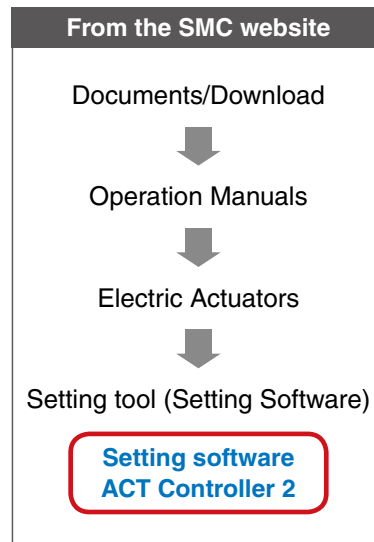 From the SMC website
Documents/Download
Operation Manuals
Electric Actuators
Setting tool (Setting Software)
Setting software
ACT Controller 2